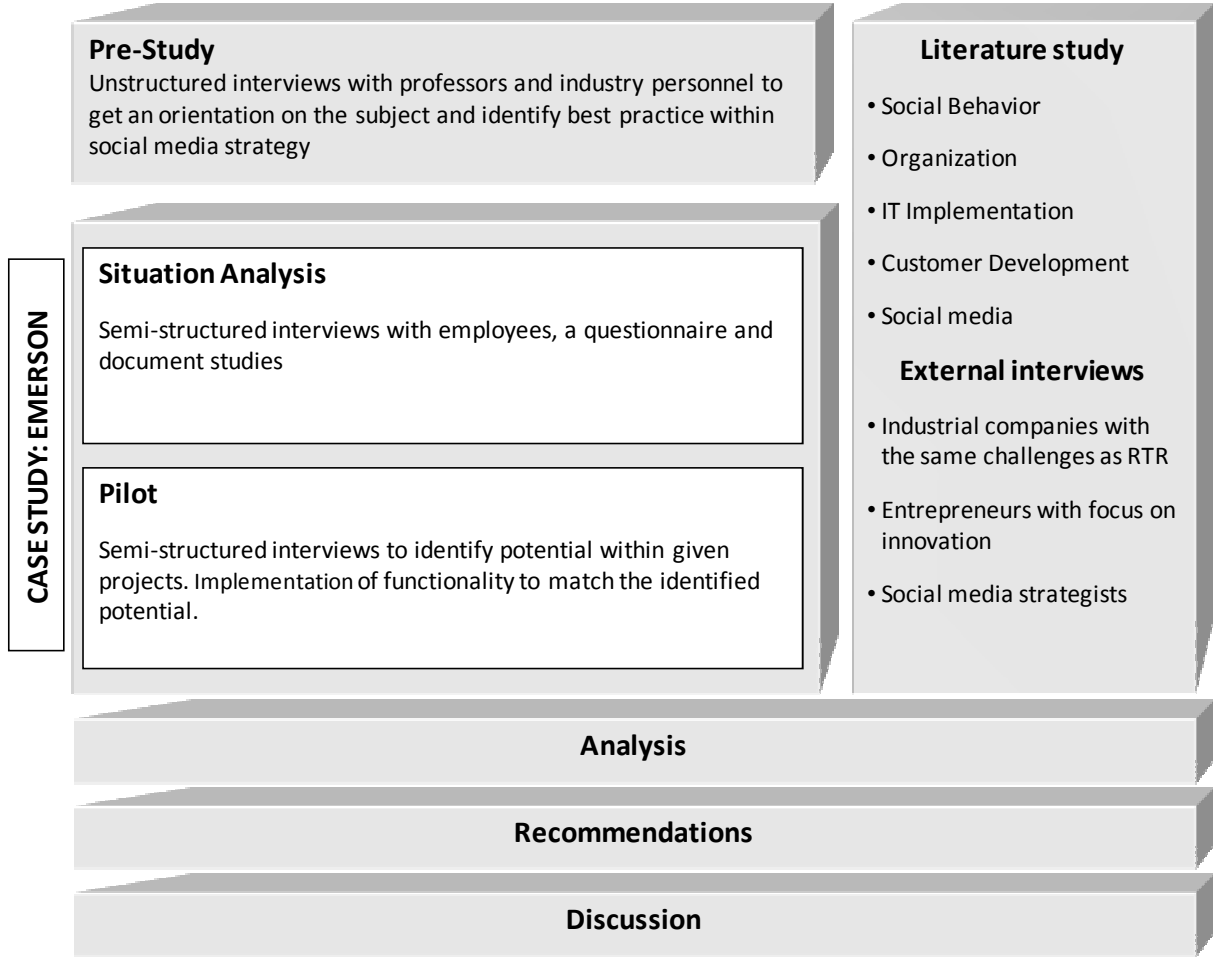 Pre-Study
Unstructured interviews with professors and industry personnel to
get an orientation on the subject and identify best practice within
social media strategy
CASE STUDY: EMERSON
Situation Analysis
Semi-structured interviews with employees, a questionnaire and
document studies
Pilot
Semi-structured interviews to identify potential within given
projects. Implementation of functionality to match the identified
potential.
Literature study
• Social Behavior
• Organization
• IT Implementation
• Customer Development
• Social media
External interviews
• Industrial companies with
the same challenges as RTR
• Entrepreneurs with focus on
innovation
• Social media strategists
Analysis
Recommendations
Discussion